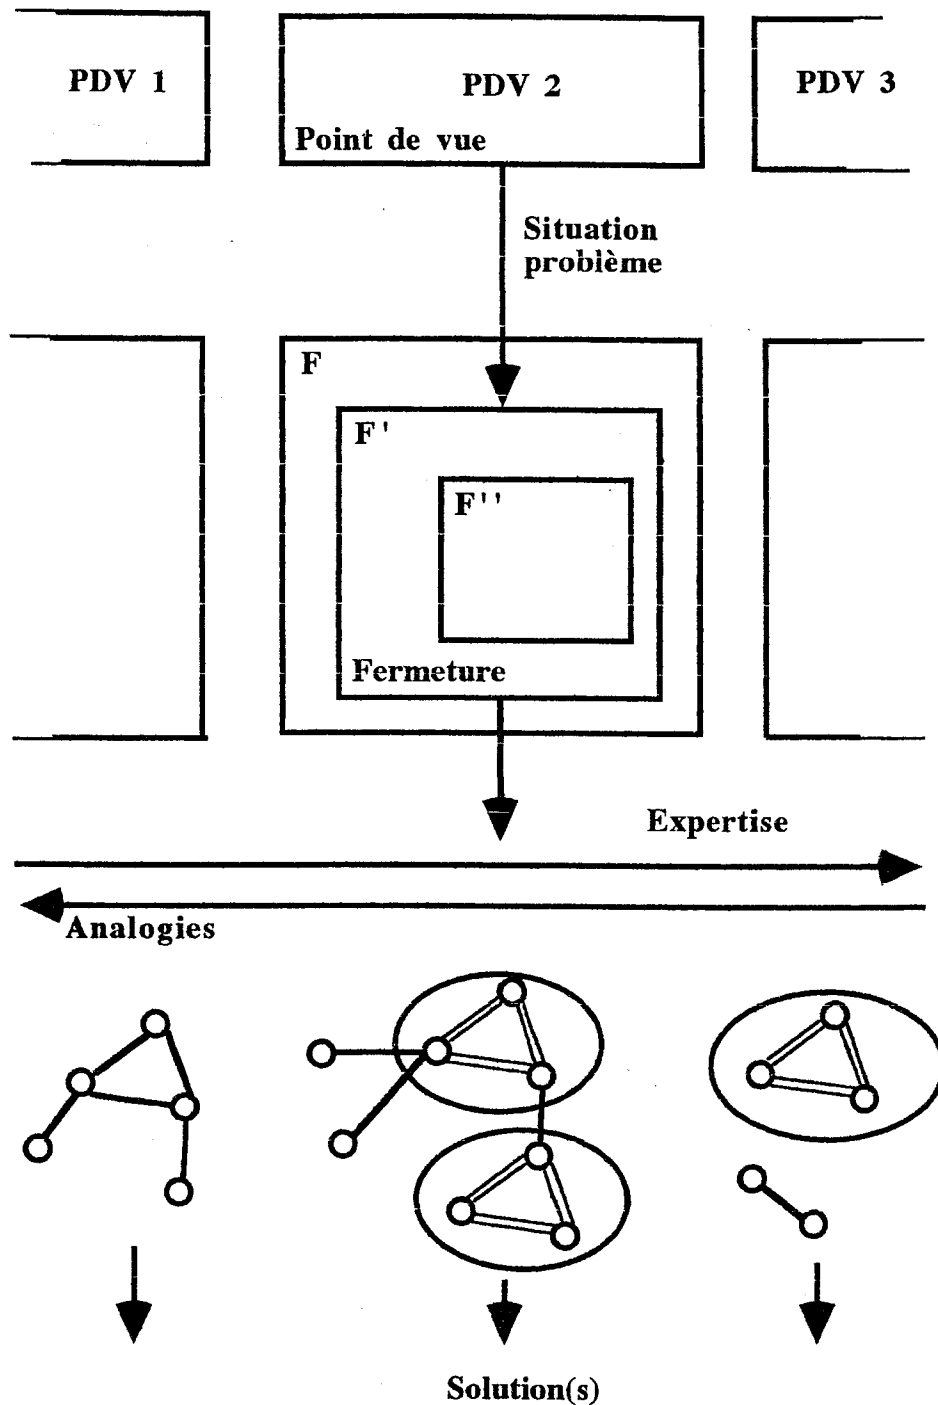 PDV 1
PDV 2
PDV 3
Point de vue
Situation
problème
F
F'
F''
Fermeture
Expertise
Analogies
Solution(s)